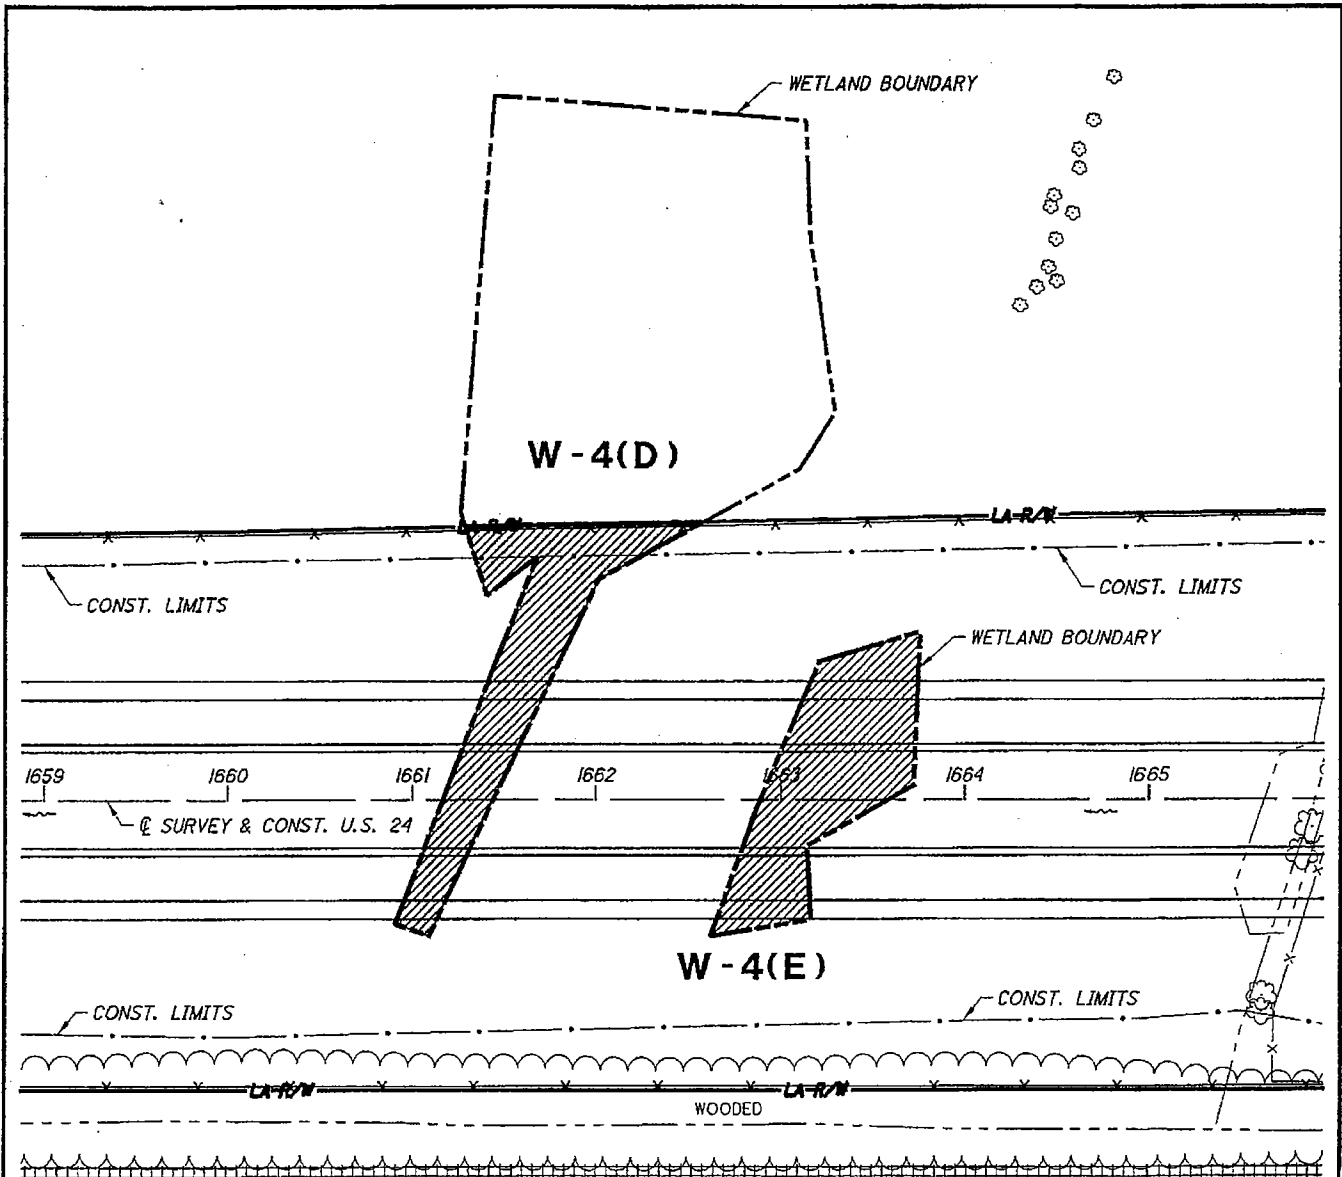 WETLAND BOUNDARY
W-4(D)
LA-R/W
LA-R/W
CONST. LIMITS
CONST. LIMITS
WETLAND BOUNDARY
1659 1660 1661 1662 1663 1664 1665
℄ SURVEY & CONST. U.S. 24
W-4(E)
CONST. LIMITS
CONST. LIMITS
LA-R/W
LA-R/W
WOODED